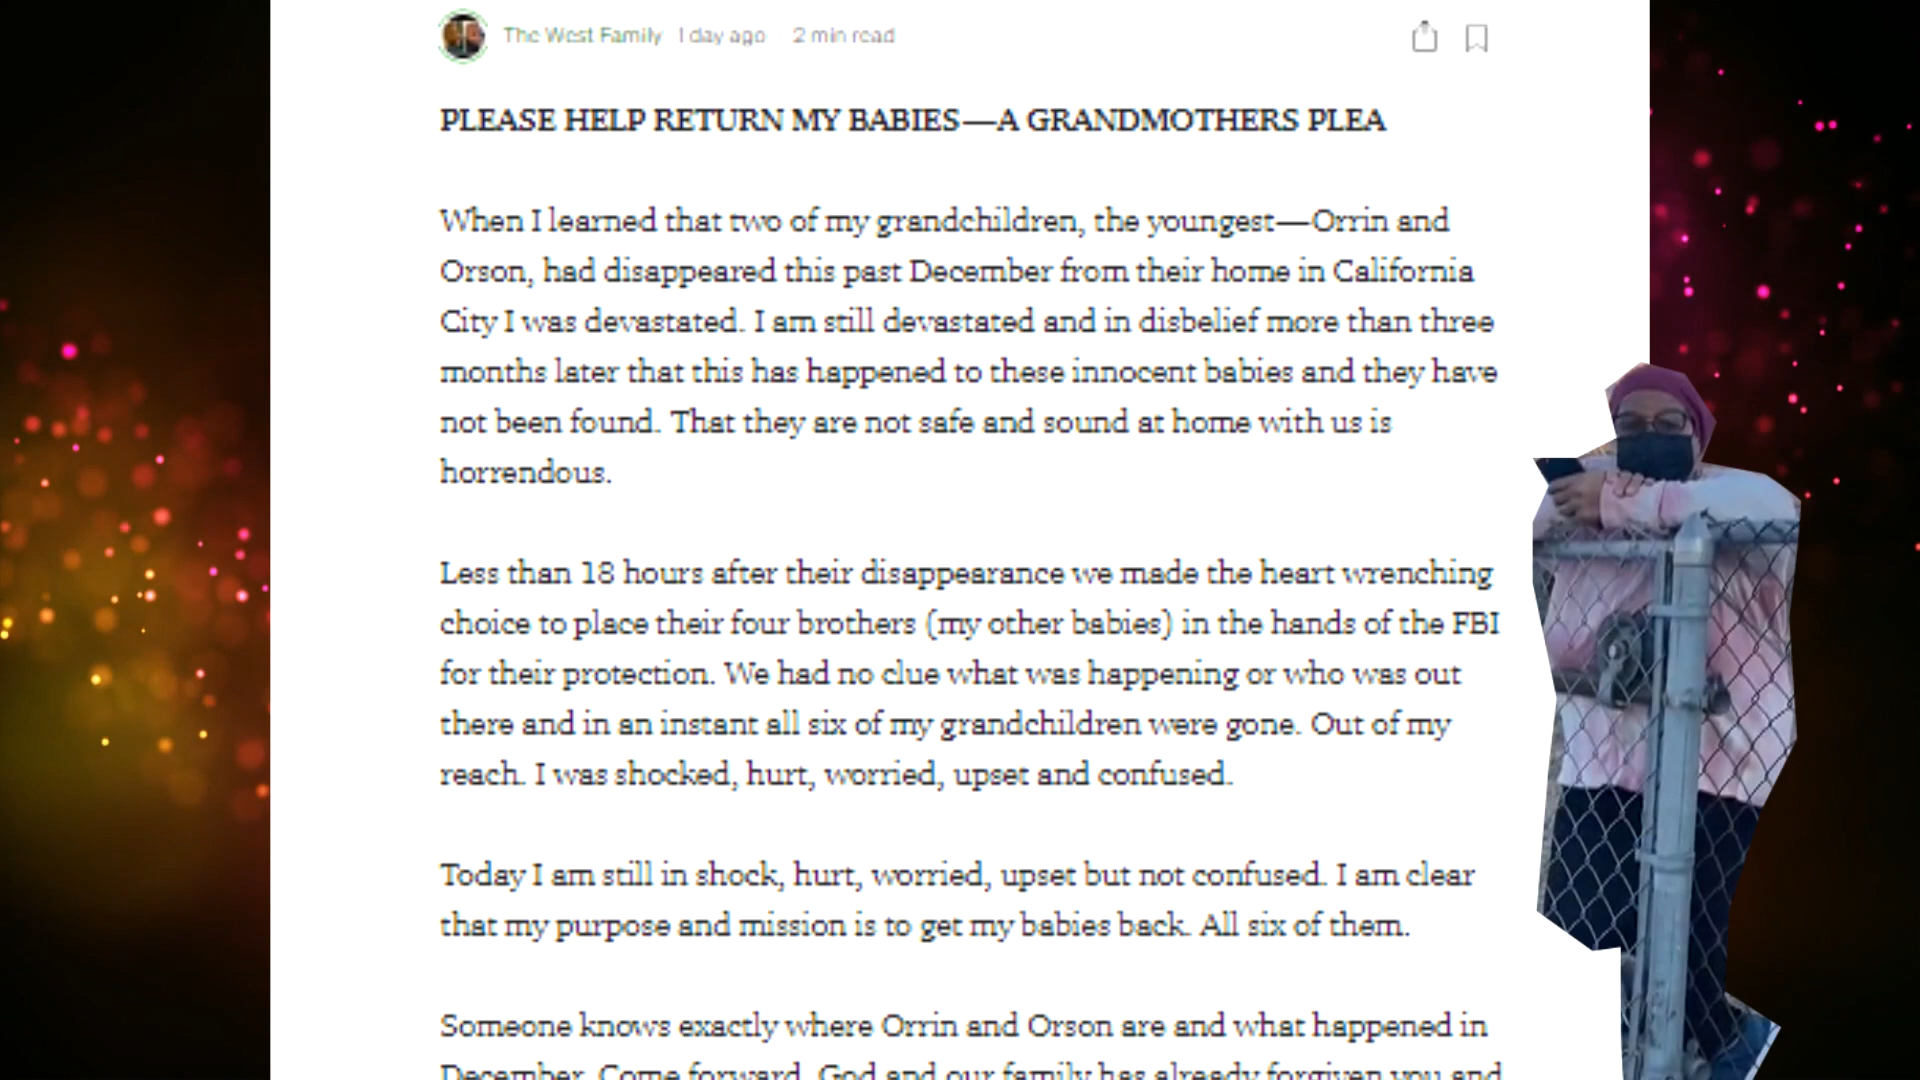 The West Family 1 day ago 2 min read
PLEASE HELP RETURN MY BABIES—A GRANDMOTHERS PLEA
When I learned that two of my grandchildren, the youngest—Orrin and
Orson, had disappeared this past December from their home in California
City I was devastated. I am still devastated and in disbelief more than three
months later that this has happened to these innocent babies and they have
not been found. That they are not safe and sound at home with us is
horrendous.
Less than 18 hours after their disappearance we made the heart wrenching
choice to place their four brothers (my other babies) in the hands of the FBI
for their protection. We had no clue what was happening or who was out
there and in an instant all six of my grandchildren were gone. Out of my
reach. I was shocked, hurt, worried, upset and confused.
Today I am still in shock, hurt, worried, upset but not confused. I am clear
that my purpose and mission is to get my babies back. All six of them.
Someone knows exactly where Orrin and Orson are and what happened in
December. Come forward. God and our family has already forgiven you and